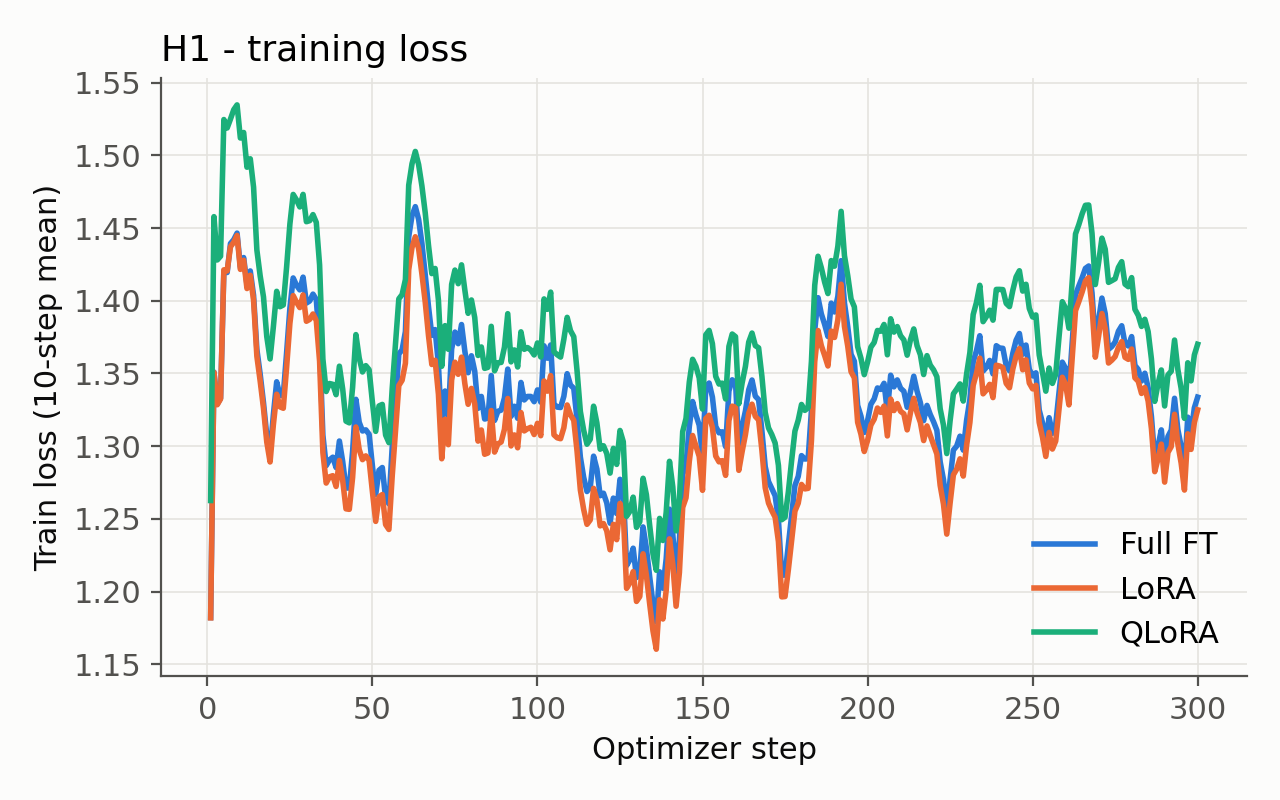 H1 - training loss
Train loss (10-step mean)
1.55
1.50
1.45
1.40
1.35
1.30
1.25
1.20
1.15
Full FT
LoRA
QLoRA
0 50 100 150 200 250 300
Optimizer step